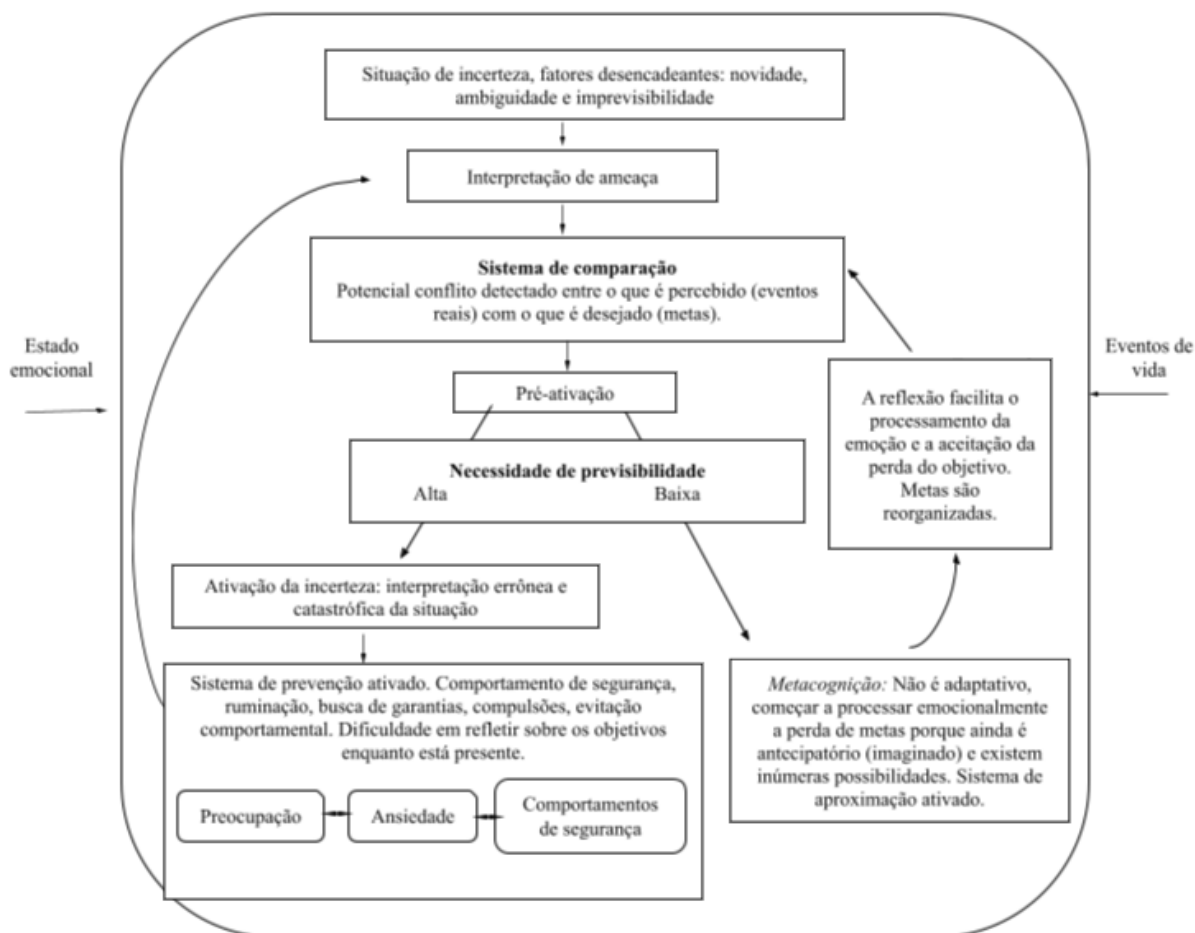 Situação de incerteza, fatores desencadeantes: novidade,
ambiguidade e imprevisibilidade
Interpretação de ameaça
Sistema de comparação
Potencial conflito detectado entre o que é percebido (eventos
reais) com o que é desejado (metas).
Estado
emocional
Eventos de
vida
Pré-ativação
A reflexão facilita o
processamento da
emoção e a aceitação da
perda do objetivo.
Metas são
reorganizadas.
Necessidade de previsibilidade
Alta Baixa
Ativação da incerteza: interpretação errônea e
catastrófica da situação
Sistema de prevenção ativado. Comportamento de segurança,
ruminação, busca de garantias, compulsões, evitação
comportamental. Dificuldade em refletir sobre os objetivos
enquanto está presente.
Preocupação
Ansiedade
Comportamentos
de segurança
Metacognição: Não é adaptativo,
começar a processar emocionalmente
a perda de metas porque ainda é
antecipatório (imaginado) e existem
inúmeras possibilidades. Sistema de
aproximação ativado.